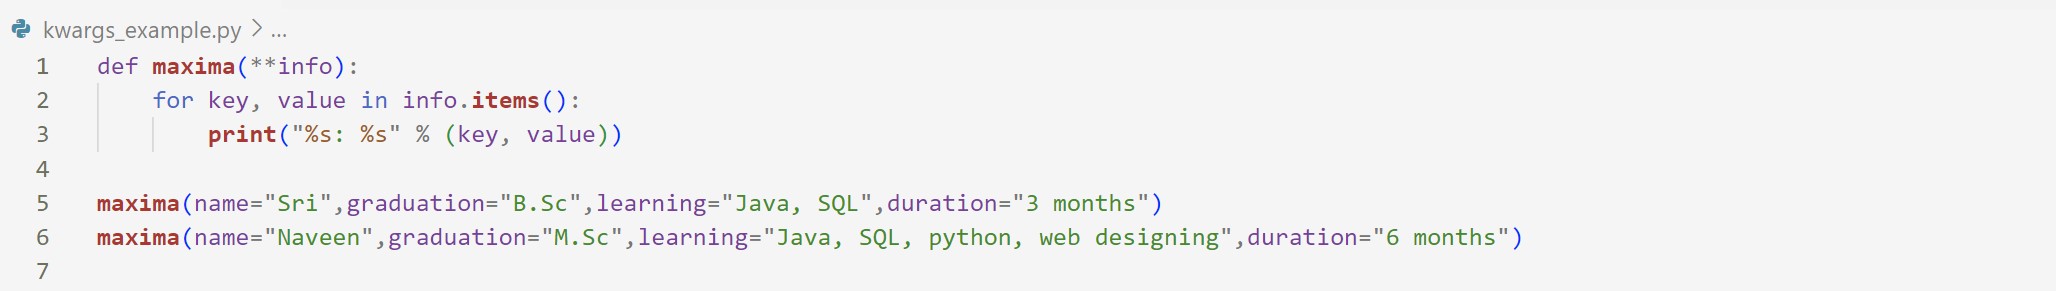 kwargs_example.py > ...
1 def maxima(**info):
2     for key, value in info.items():
3         print("%s: %s" % (key, value))
4
5 maxima(name="Sri",graduation="B.Sc",learning="Java, SQL",duration="3 months")
6 maxima(name="Naveen",graduation="M.Sc",learning="Java, SQL, python, web designing",duration="6 months")
7